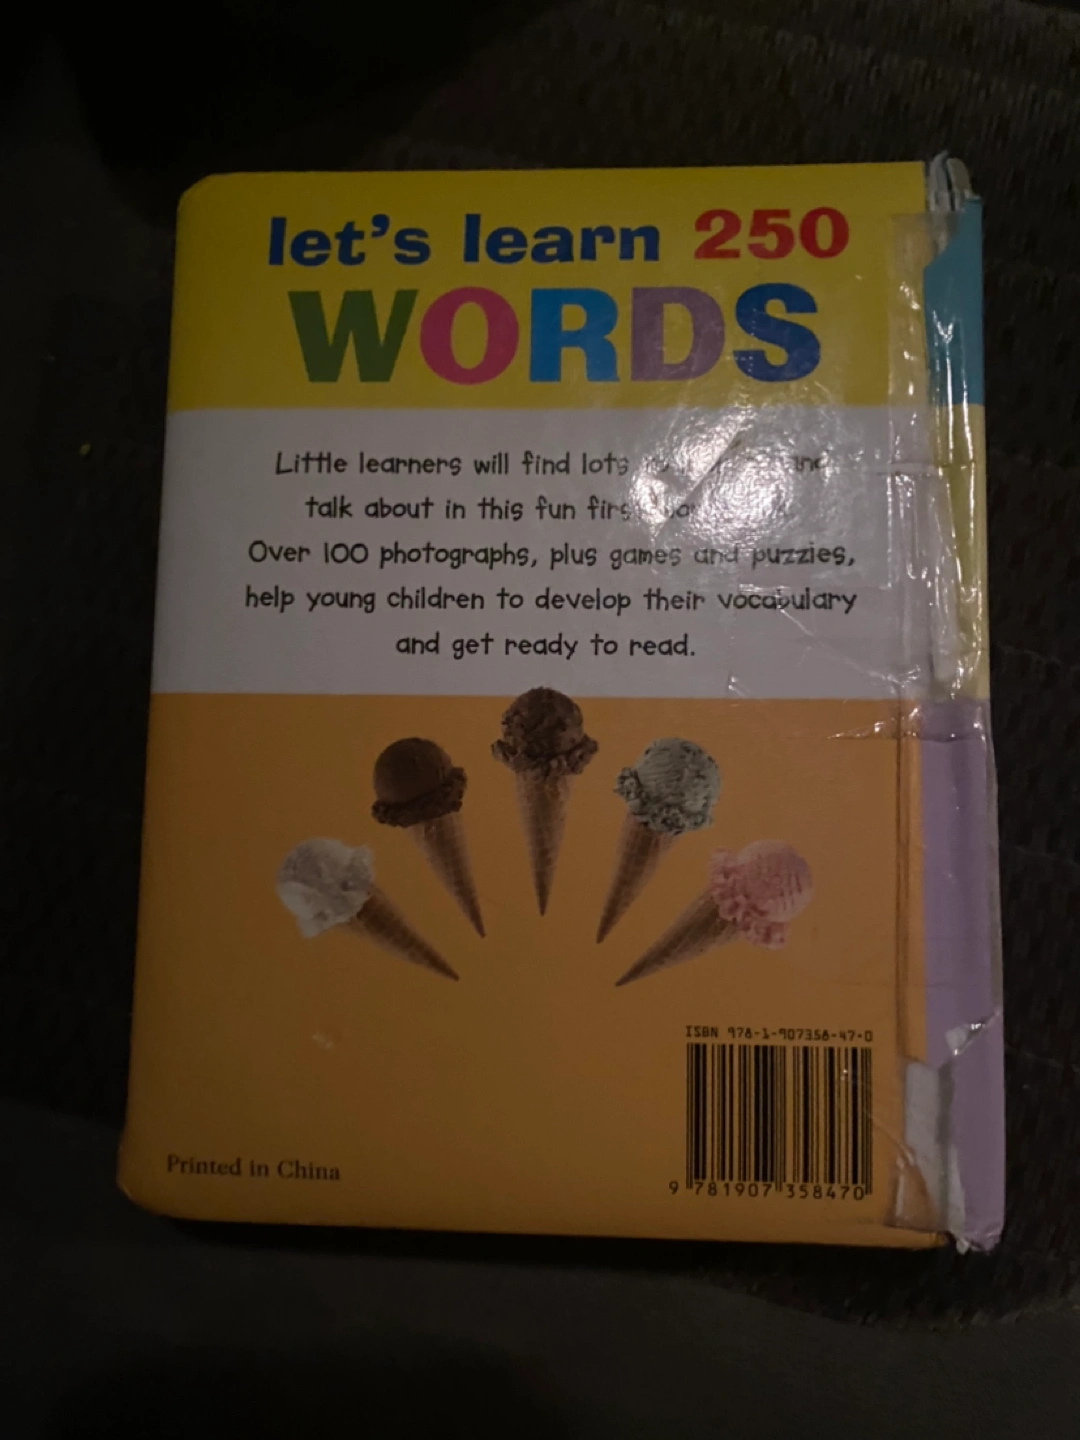 let's learn 250
WORDS
Little learners will find lots
talk about in this fun
Over 100 photographs, plus games and puzzles,
help young children to develop their vocabulary
and get ready to read.
ISBN 978-1-907358-47-0
9 781907 358470
Printed in China